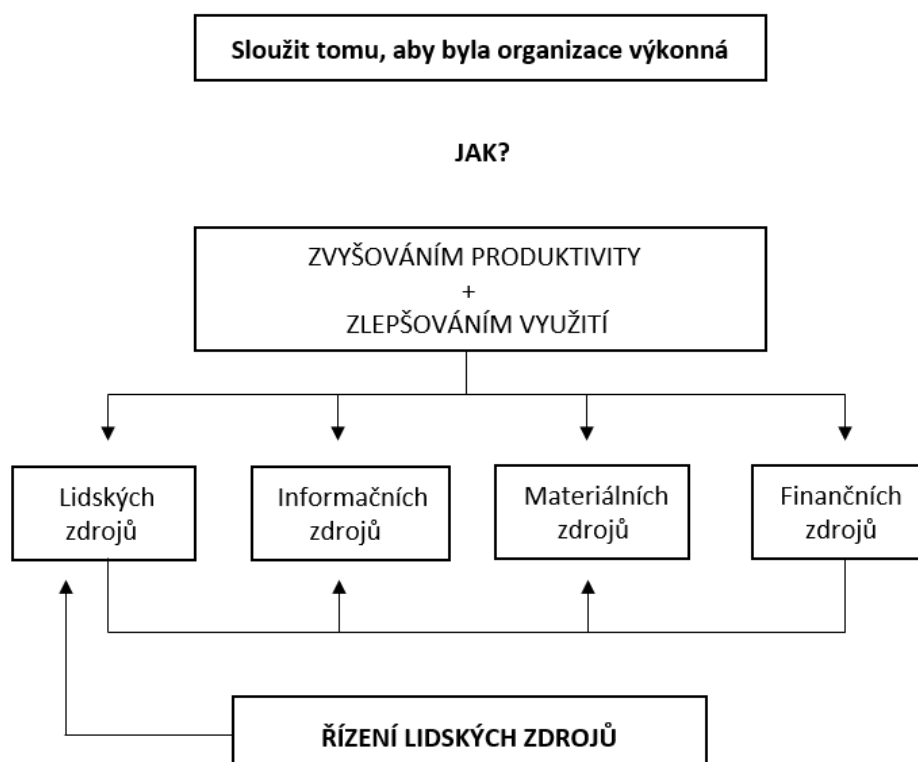 Sloužit tomu, aby byla organizace výkonná
JAK?
ZVYŠOVÁNÍM PRODUKTIVITY
+
ZLEPŠOVÁNÍM VYUŽITÍ
Lidských
zdrojů
Informačních
zdrojů
Materiálních
zdrojů
Finančních
zdrojů
ŘÍZENÍ LIDSKÝCH ZDROJŮ